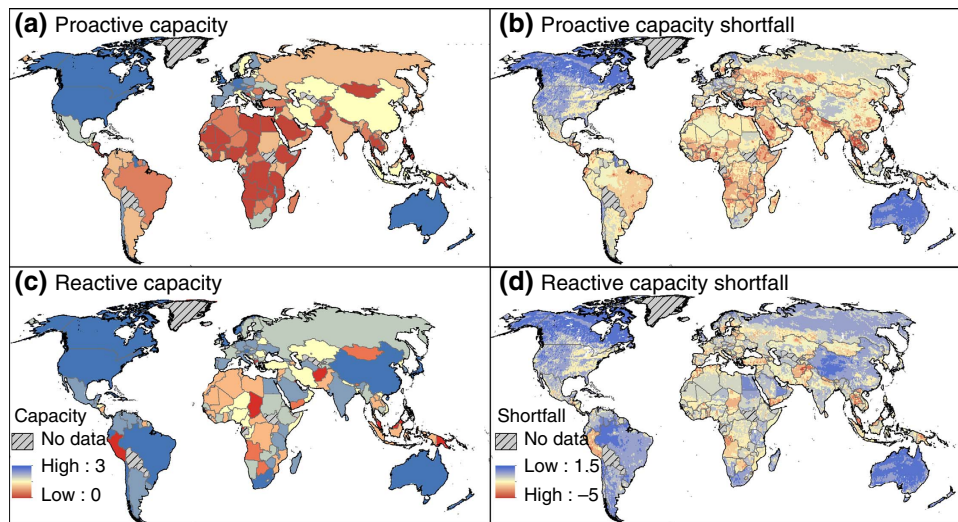 (a) Proactive capacity
(b) Proactive capacity shortfall
(c) Reactive capacity
Capacity
No data
High : 3
Low : 0
(d) Reactive capacity shortfall
Shortfall
No data
Low : 1.5
High : –5